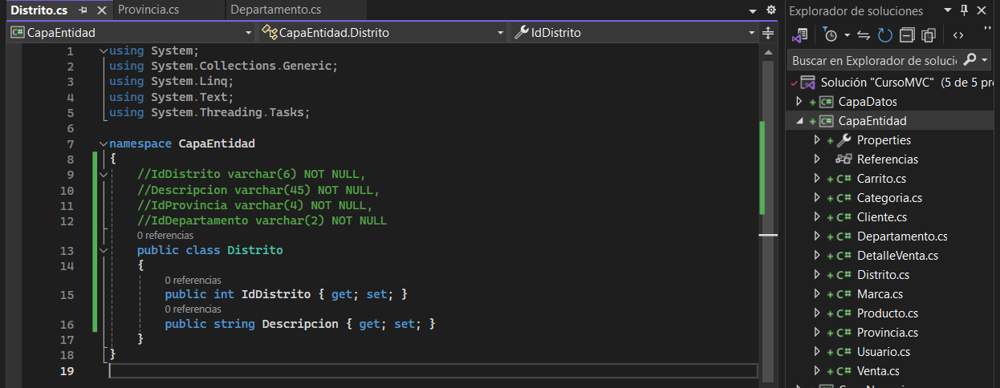 Distrito.cs
Provincia.cs
Departamento.cs
CapaEntidad
CapaEntidad.Distrito
IdDistrito
1 using System;
2 using System.Collections.Generic;
3 using System.Linq;
4 using System.Text;
5 using System.Threading.Tasks;
6
7 namespace CapaEntidad
8 {
9 //IdDistrito varchar(6) NOT NULL,
10 //Descripcion varchar(45) NOT NULL,
11 //IdProvincia varchar(4) NOT NULL,
12 //IdDepartamento varchar(2) NOT NULL
0 referencias
13 public class Distrito
14 {
0 referencias
15 public int IdDistrito { get; set; }
0 referencias
16 public string Descripcion { get; set; }
17 }
18 }
19
Explorador de soluciones
Buscar en Explorador de soluci
Solución "CursoMVC" (5 de 5 pr
CapaDatos
CapaEntidad
Properties
Referencias
C# Carrito.cs
C# Categoria.cs
C# Cliente.cs
C# Departamento.cs
C# DetalleVenta.cs
C# Distrito.cs
C# Marca.cs
C# Producto.cs
C# Provincia.cs
C# Usuario.cs
C# Venta.cs